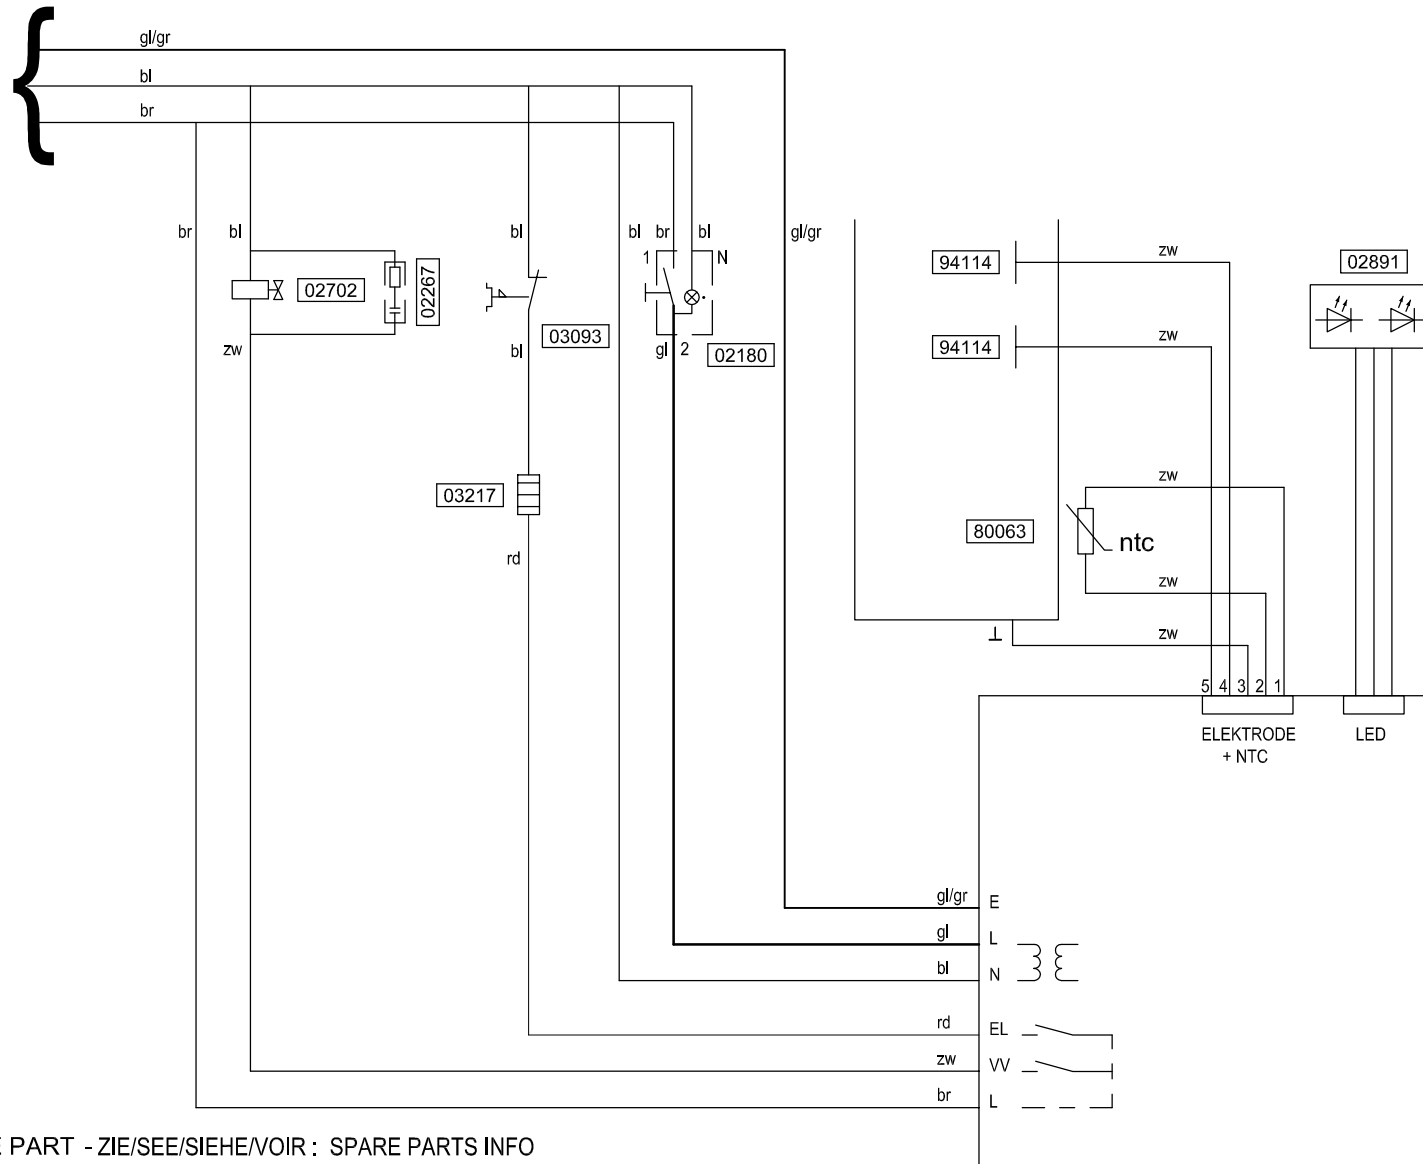 gl/gr
bl
br
br
bl
bl
bl
br
bl
gl/gr
1
N
02702
02267
zw
03093
bl
gl
2
02180
94114
zw
94114
zw
02891
03217
rd
zw
80063
ntc
zw
zw
5 4 3 2 1
ELEKTRODE
+ NTC
LED
gl/gr E
gl L
bl N
rd EL
zw VV
br L
PART - ZIE/SEE/SIEHE/VOIR : SPARE PARTS INFO